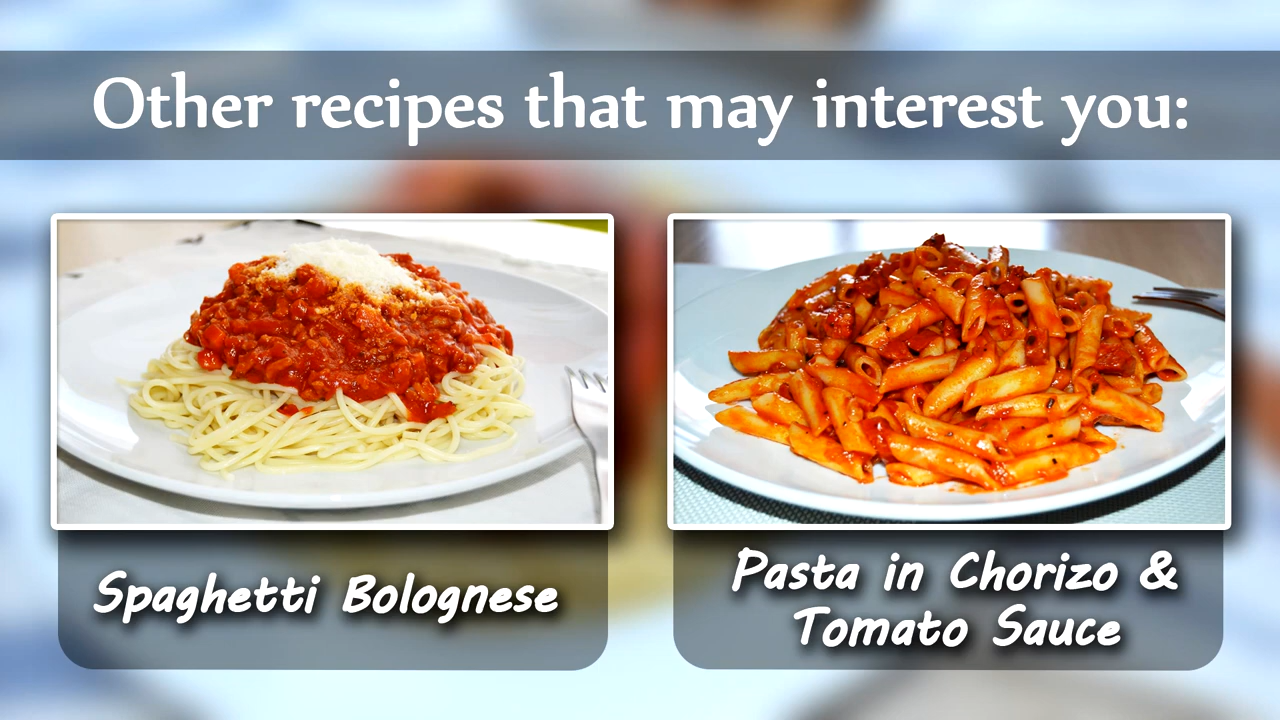 Other recipes that may interest you:
Spaghetti Bolognese
Pasta in Chorizo &
Tomato Sauce